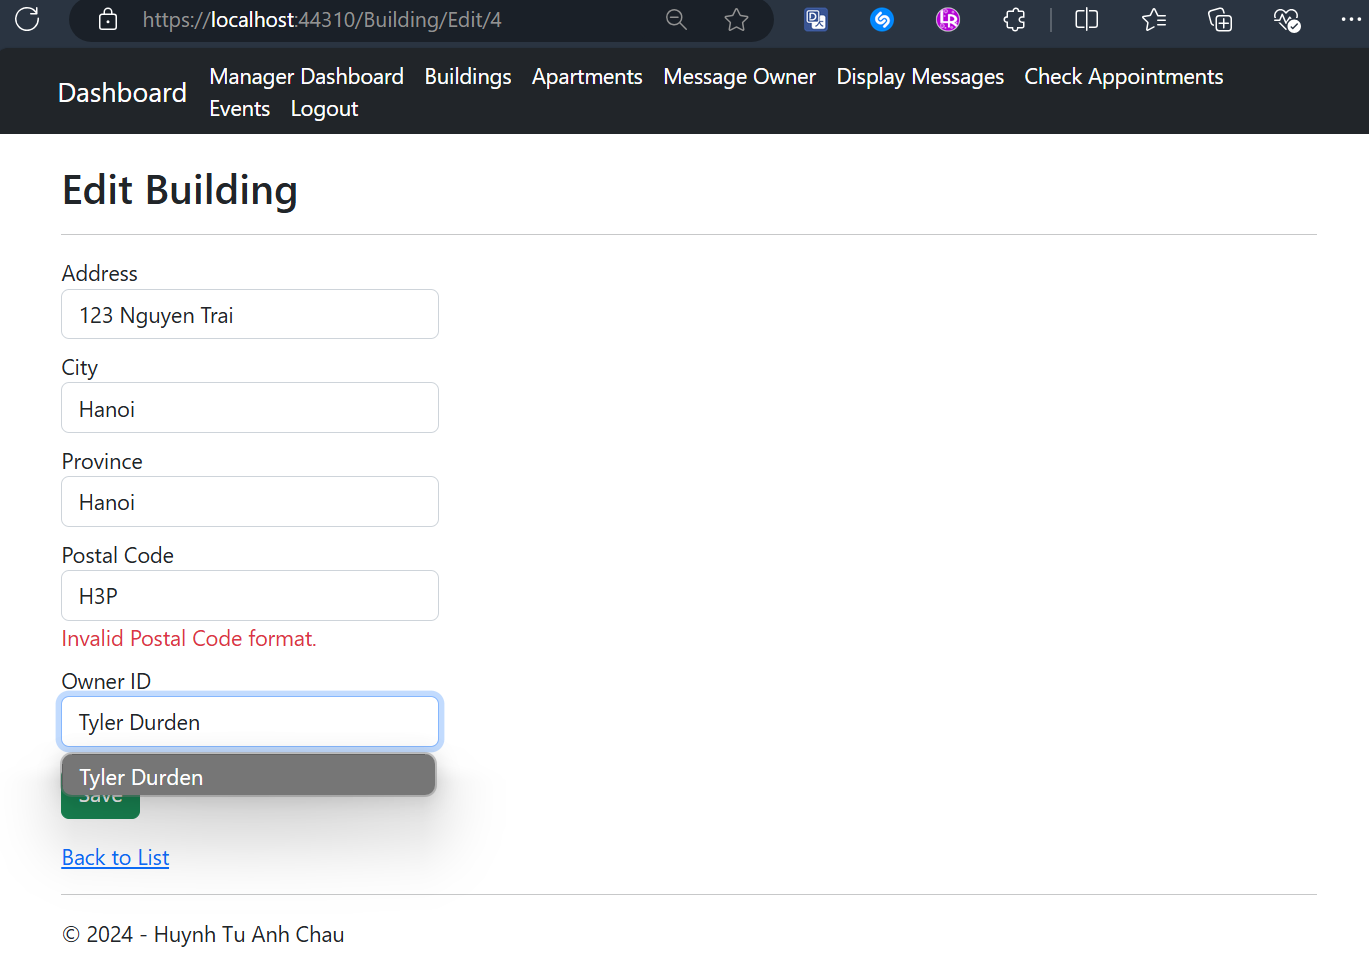 https://localhost:44310/Building/Edit/4
Dashboard
Manager Dashboard Buildings Apartments Message Owner Display Messages Check Appointments
Events Logout
Edit Building
Address
123 Nguyen Trai
City
Hanoi
Province
Hanoi
Postal Code
H3P
Invalid Postal Code format.
Owner ID
Tyler Durden
Tyler Durden
Save
Back to List
© 2024 - Huynh Tu Anh Chau